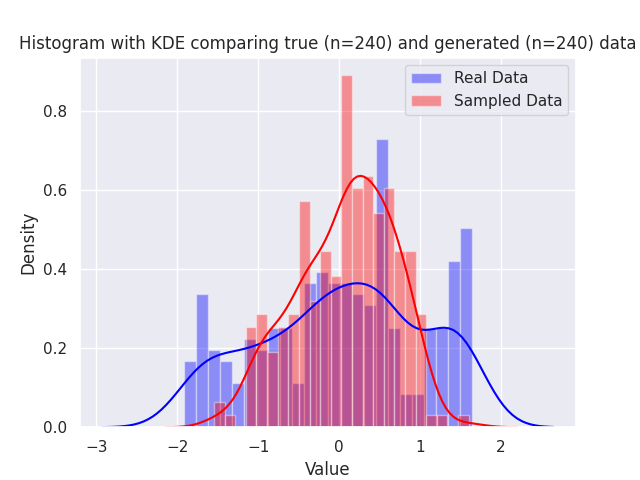 Histogram with KDE comparing true (n=240) and generated (n=240) data
Real Data
Sampled Data
Density
0.8
0.6
0.4
0.2
0.0
−3 −2 −1 0 1 2
Value